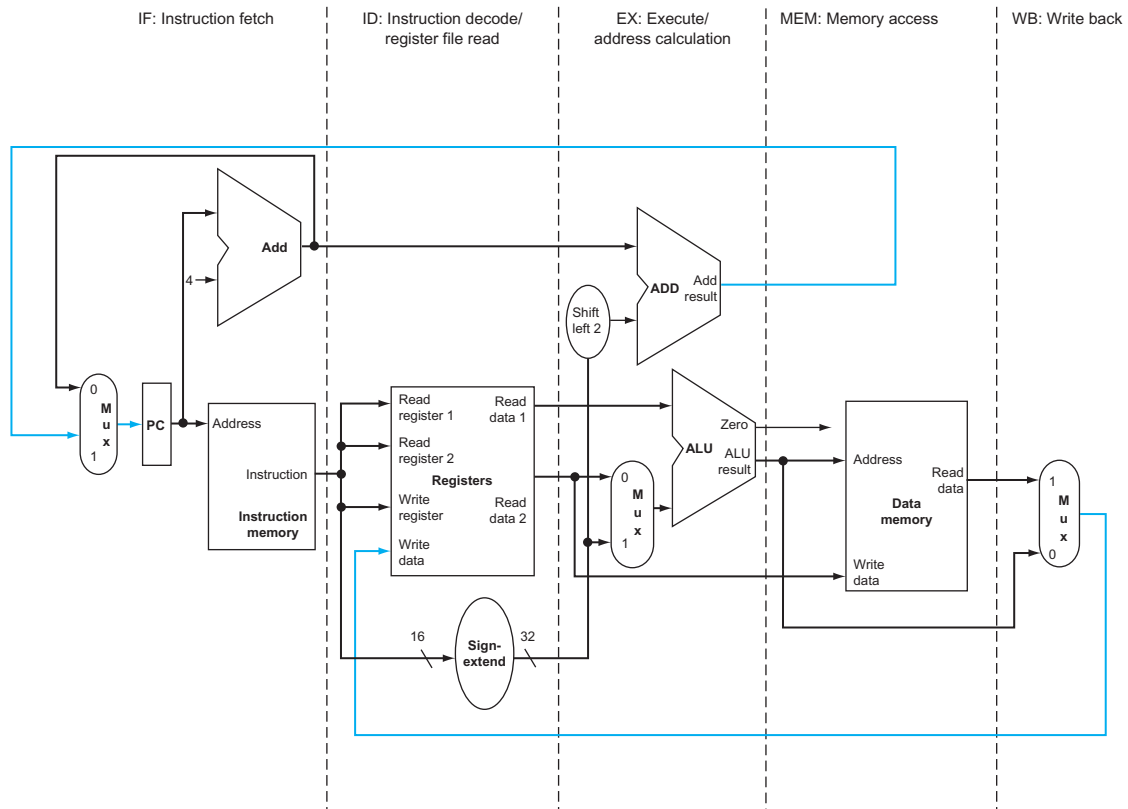 IF: Instruction fetch
ID: Instruction decode/
register file read
EX: Execute/
address calculation
MEM: Memory access
WB: Write back
Add
4
ADD
Add
result
Shift
left 2
0
M
u
x
1
PC
Address
Instruction
Instruction
memory
Read
register 1
Read
register 2
Write
register
Write
data
Registers
Read
data 1
Read
data 2
16
Sign-
extend
32
0
M
u
x
1
Zero
ALU
ALU
result
Address
Read
data
Data
memory
Write
data
1
M
u
x
0